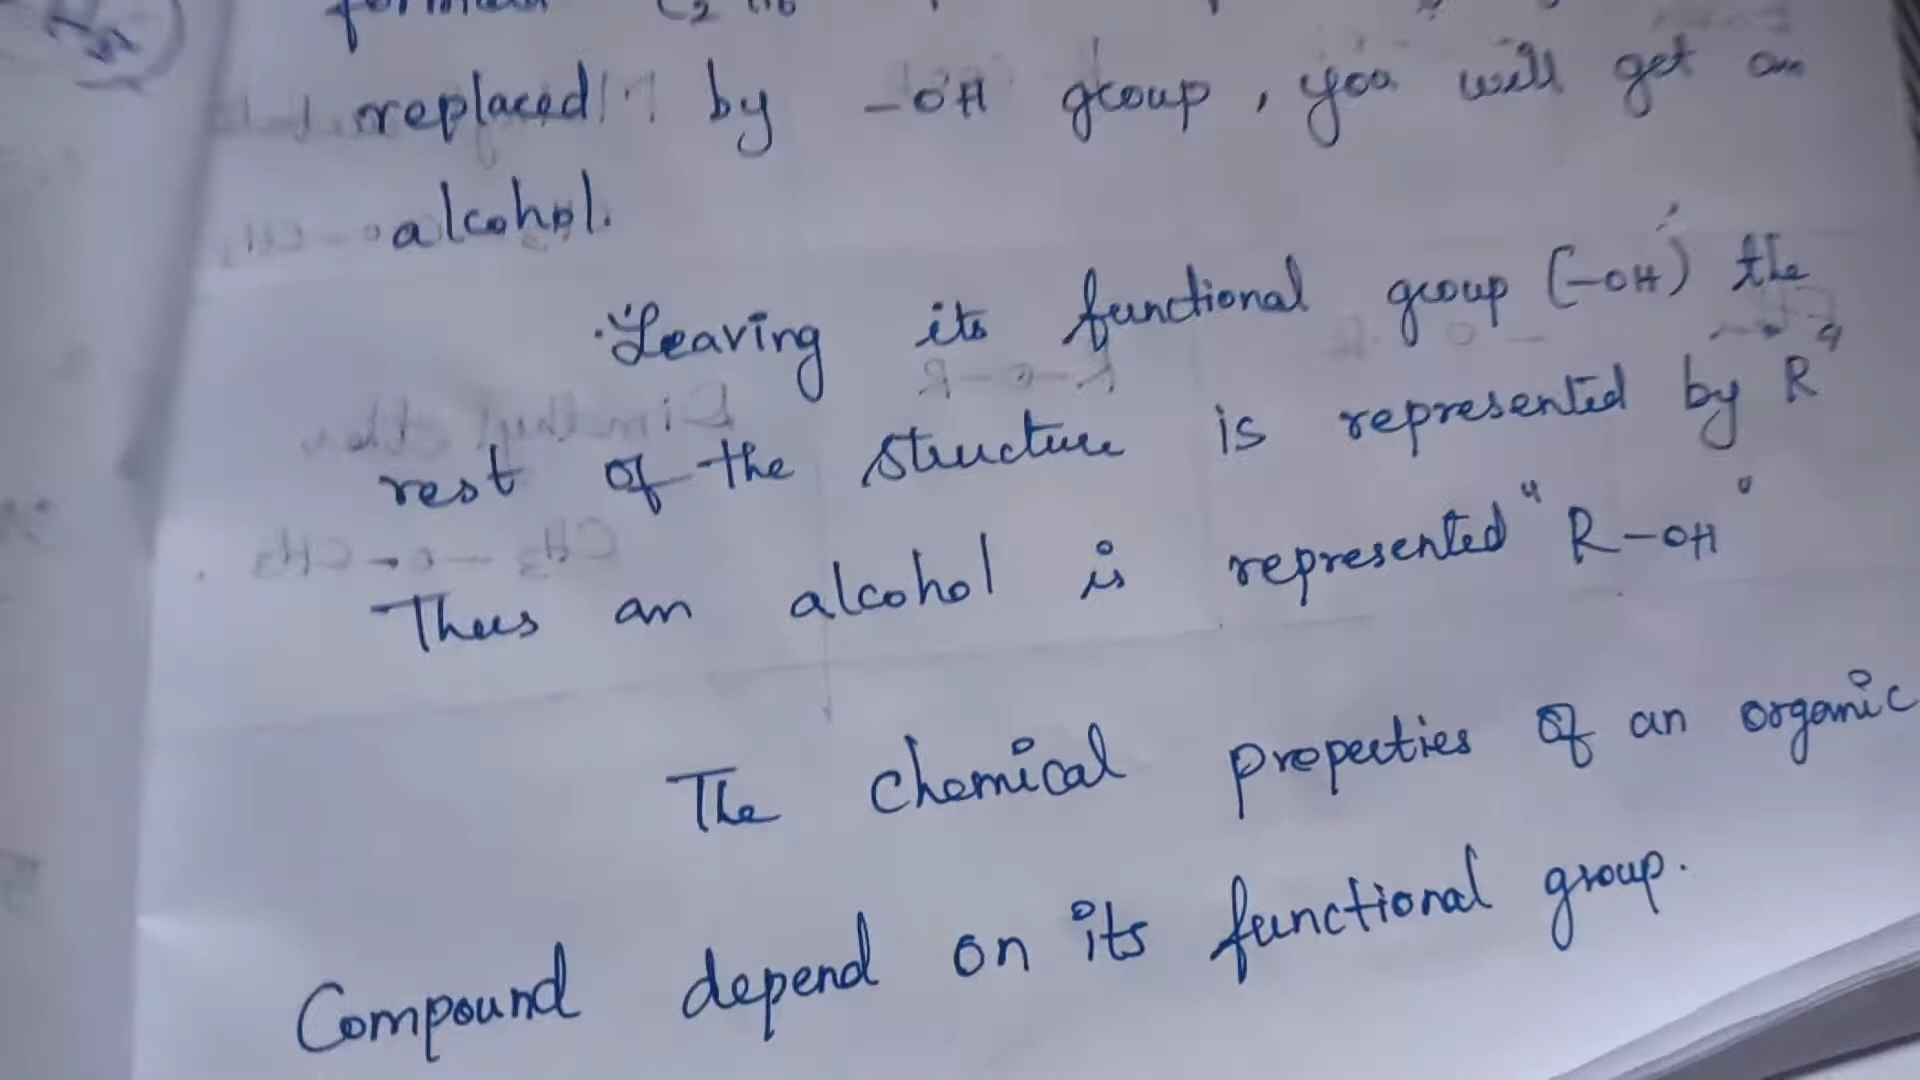 replaced by -OH group, you will get an
alcohol.
"Leaving its functional group (-OH) the
rest of the structure is represented by R"
Thus an alcohol is represented "R-OH"
The chemical properties of an organic
Compound depend on its functional group.